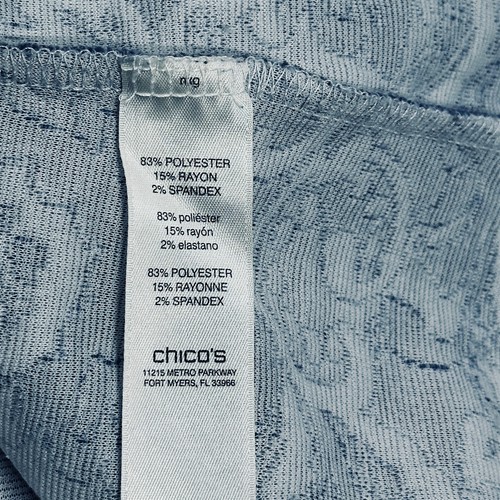 83% POLYESTER
15% RAYON
2% SPANDEX
83% poliéster
15% rayón
2% elastano
83% POLYESTER
15% RAYONNE
2% SPANDEX
chico's
11215 METRO PARKWAY
FORT MYERS, FL 33966